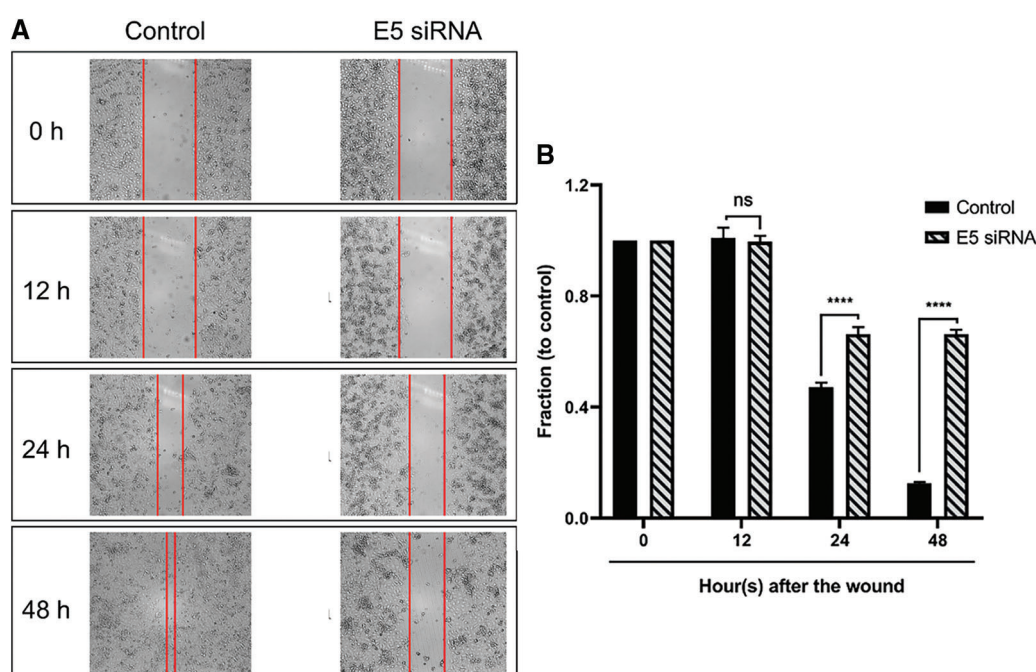 A
Control E5 siRNA
0 h
12 h
24 h
48 h
B
1.2
0.8
0.4
0.0
Fraction (to control)
ns
****
****
Control
E5 siRNA
0 12 24 48
Hour(s) after the wound